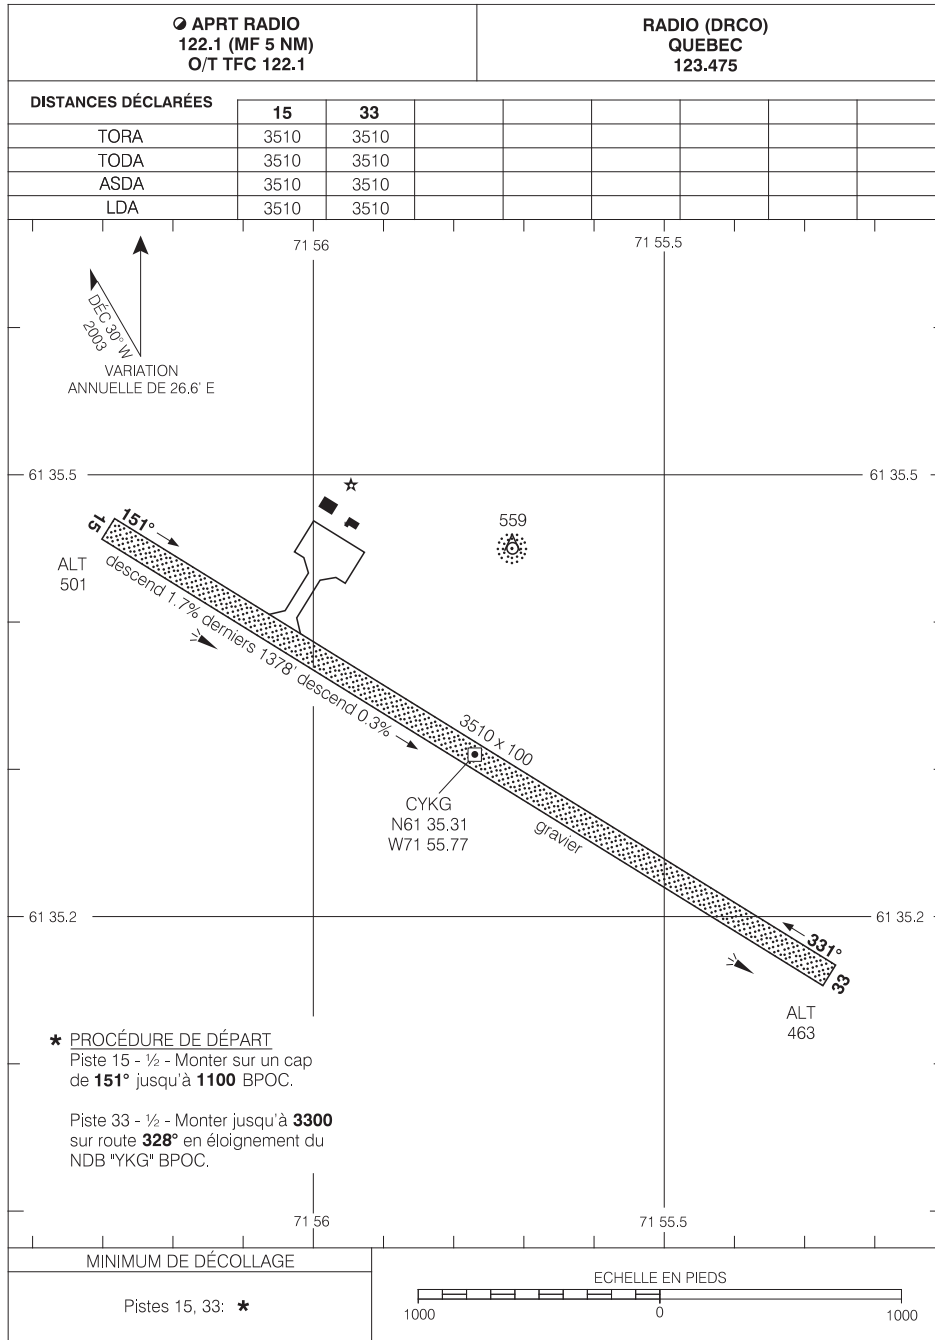 APRT RADIO
122.1 (MF 5 NM)
O/T TFC 122.1
RADIO (DRCO)
QUEBEC
123.475
DISTANCES DÉCLARÉES
15 33
TORA 3510 3510
TODA 3510 3510
ASDA 3510 3510
LDA 3510 3510
71 56
71 55.5
DÉC 30° W
2003
VARIATION
ANNUELLE DE 26.6' E
61 35.5
61 35.5
559
15
151°
ALT
501
descend 1.7% derniers 1378' descend 0.3%
3510 x 100
CYKG
N61 35.31
W71 55.77
gravier
61 35.2
61 35.2
331°
33
ALT
463
* PROCÉDURE DE DÉPART
Piste 15 - ½ - Monter sur un cap
de 151° jusqu'à 1100 BPOC.
Piste 33 - ½ - Monter jusqu'à 3300
sur route 328° en éloignement du
NDB "YKG" BPOC.
71 56
71 55.5
MINIMUM DE DÉCOLLAGE
Pistes 15, 33: *
ECHELLE EN PIEDS
1000 0 1000